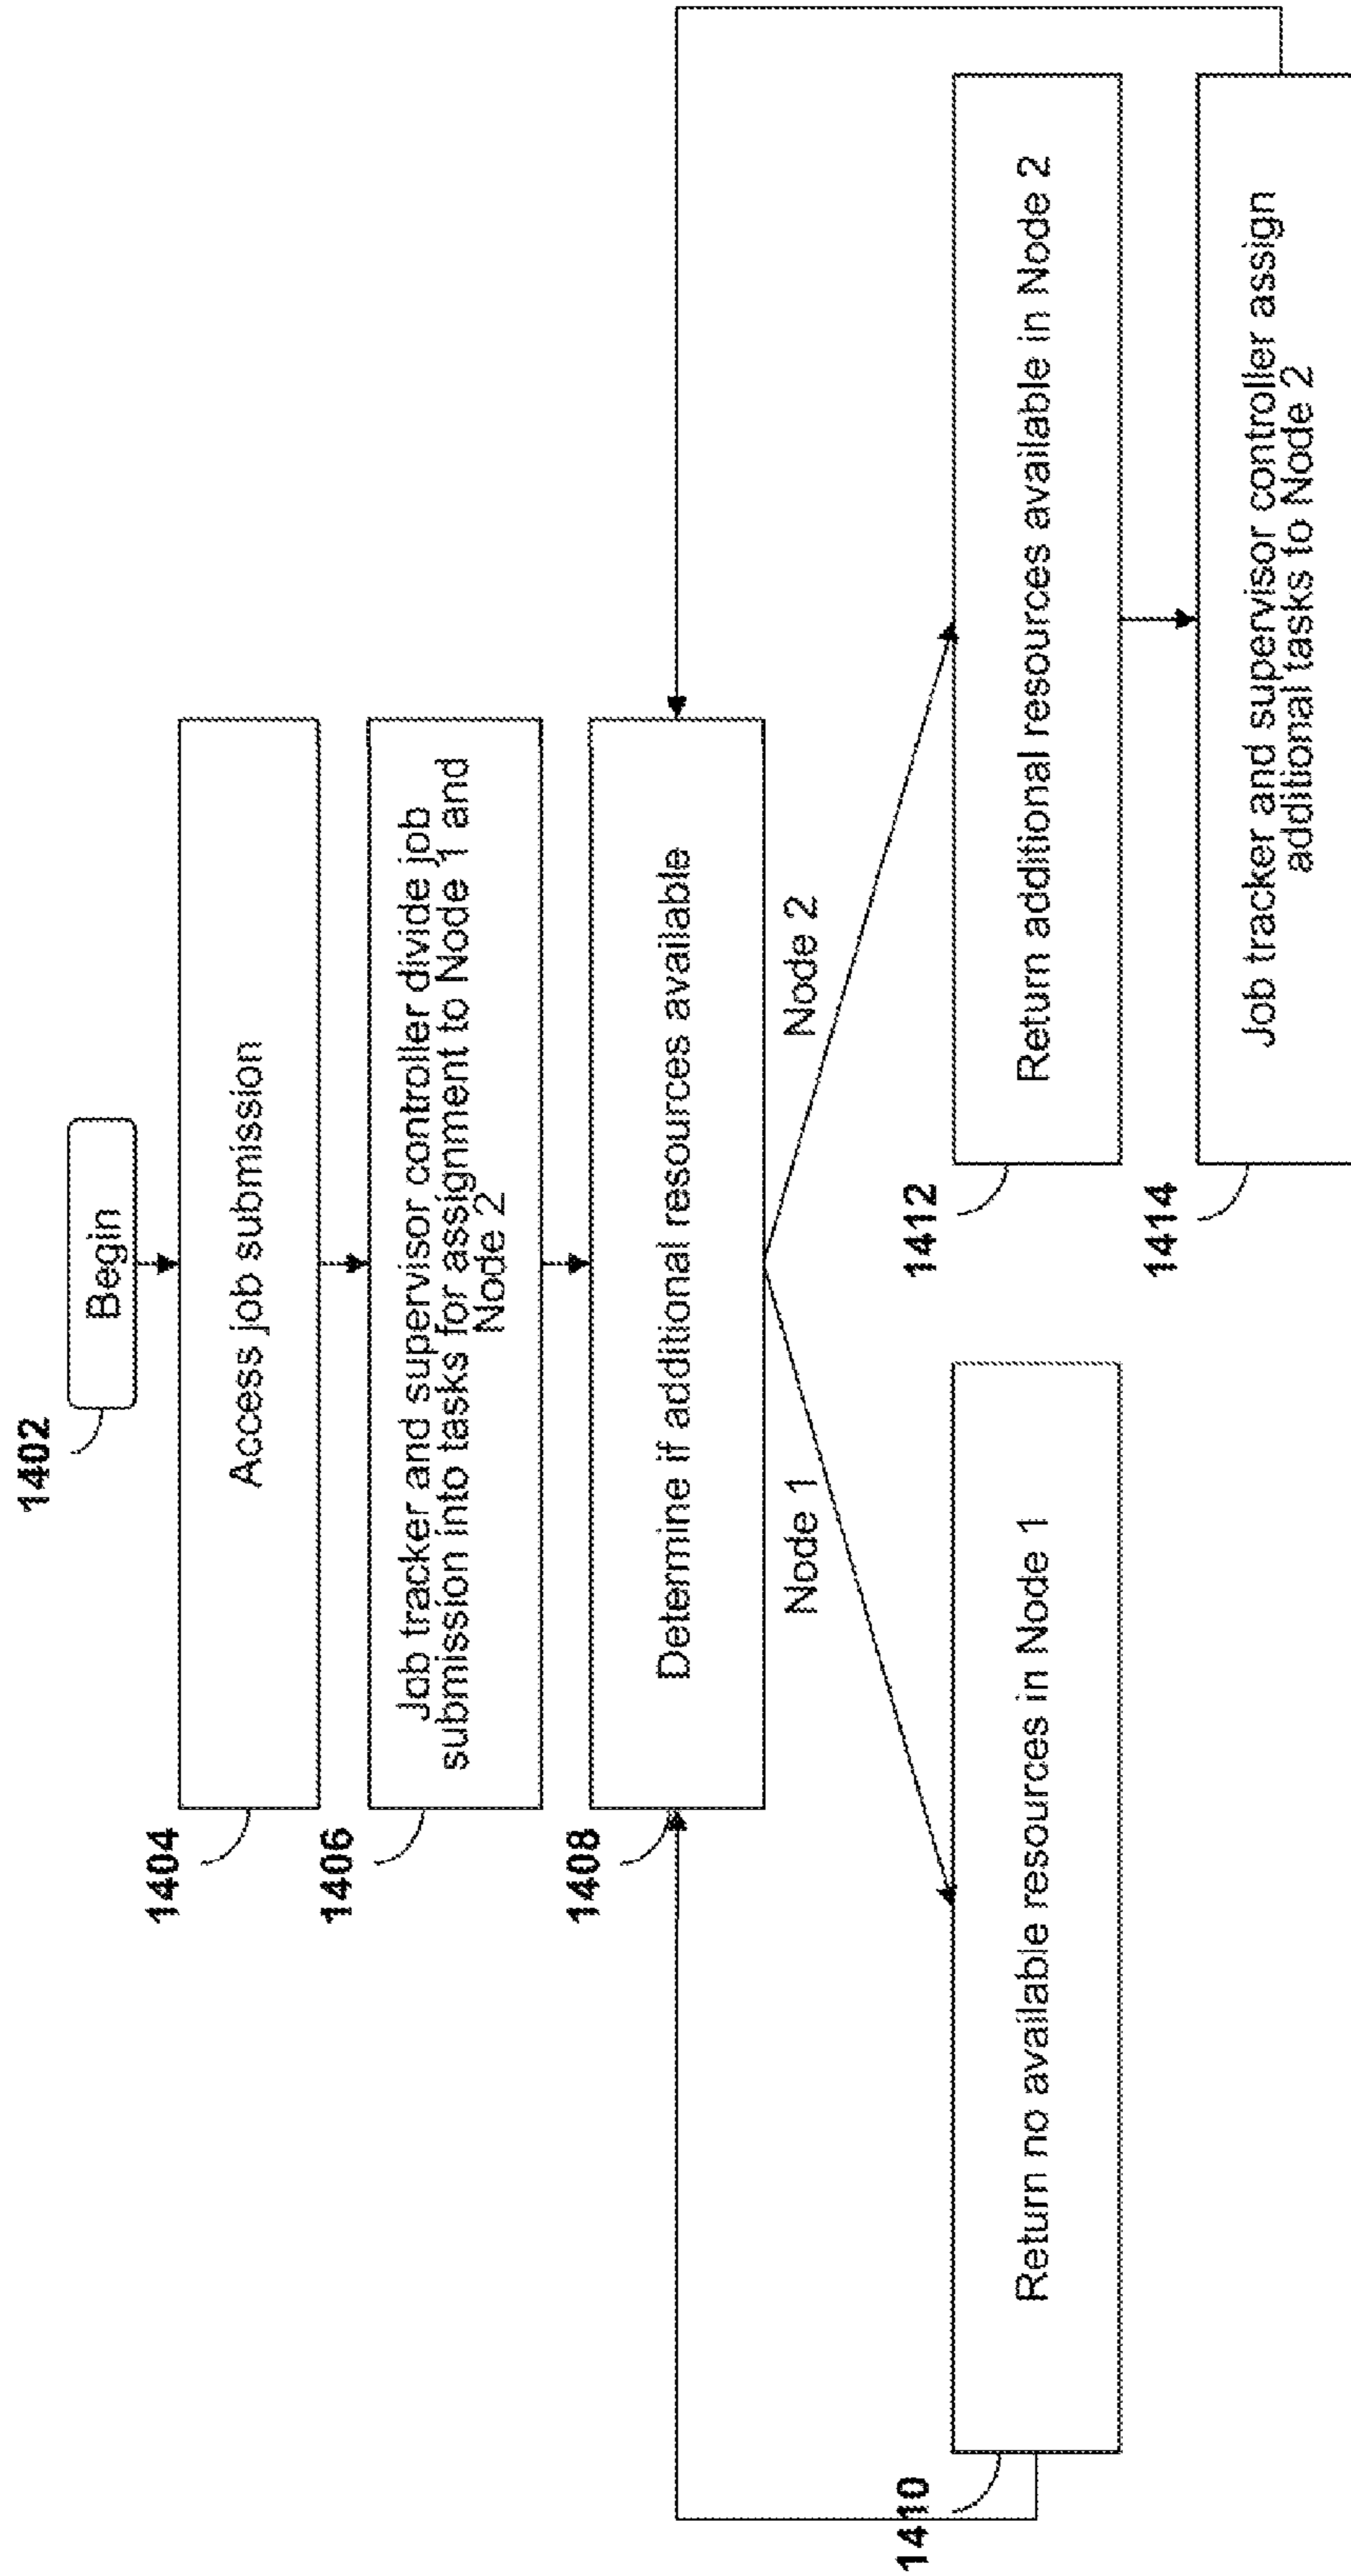 1402
Begin
1404
Access job submission
1406
Job tracker and supervisor controller divide job
submission into tasks for assignment to Node 1 and
Node 2
1408
Determine if additional resources available
Node 1
Node 2
1410
Return no available resources in Node 1
1412
Return additional resources available in Node 2
1414
Job tracker and supervisor controller assign
additional tasks to Node 2